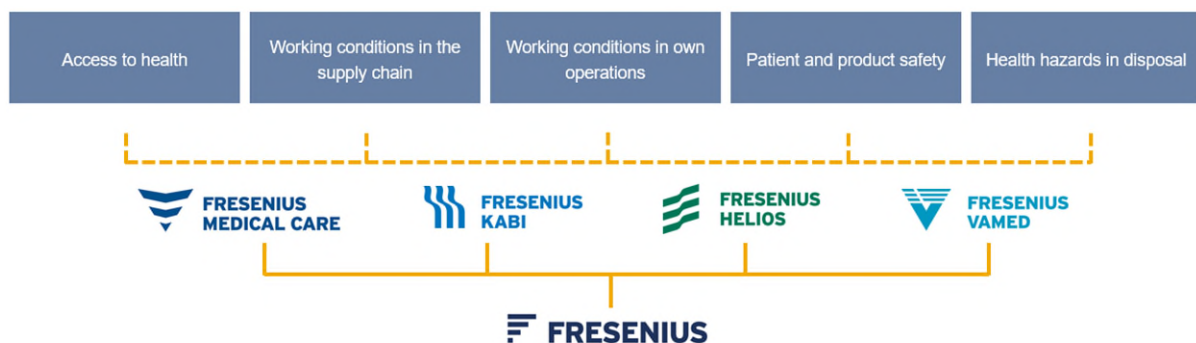 Access to health
Working conditions in the
supply chain
Working conditions in own
operations
Patient and product safety
Health hazards in disposal
FRESENIUS
MEDICAL CARE
FRESENIUS
KABI
FRESENIUS
HELIOS
FRESENIUS
VAMED
FRESENIUS